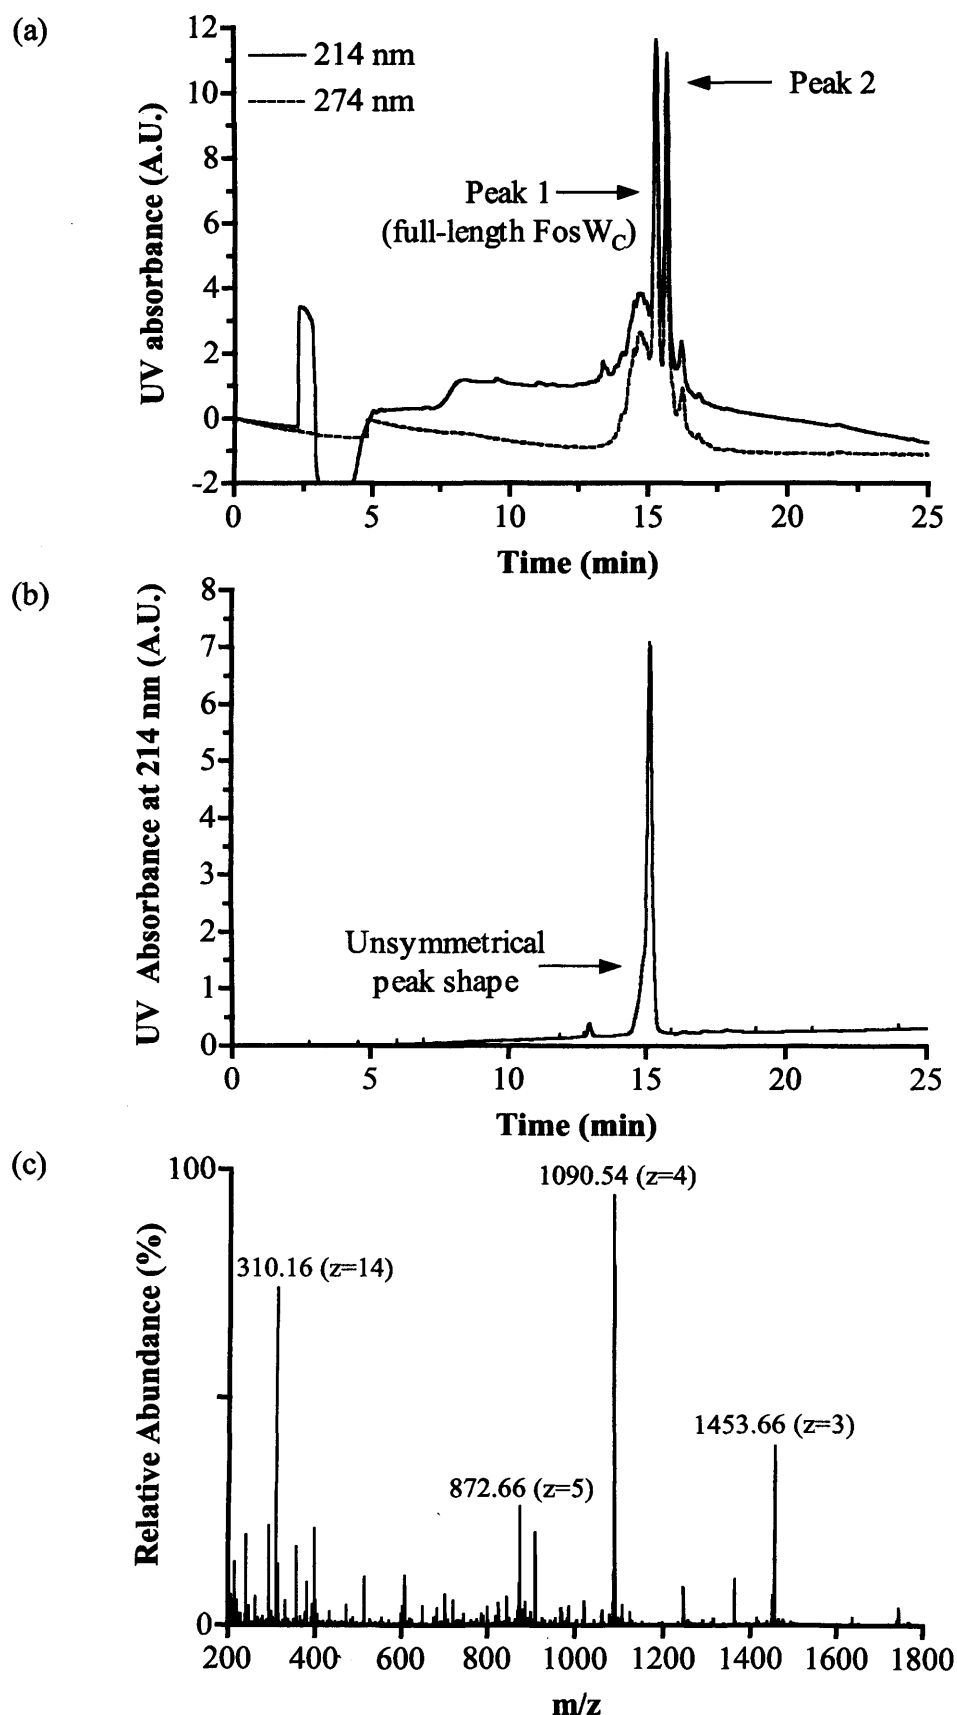 (a)
12
10
8
6
4
2
0
-2
UV absorbance (A.U.)
214 nm
274 nm
Peak 2
Peak 1
(full-length FosW_C)
0 5 10 15 20 25
Time (min)
(b)
8
7
6
5
4
3
2
1
0
UV Absorbance at 214 nm (A.U.)
Unsymmetrical
peak shape
0 5 10 15 20 25
Time (min)
(c)
100
0
Relative Abundance (%)
1090.54 (z=4)
310.16 (z=14)
1453.66 (z=3)
872.66 (z=5)
200 400 600 800 1000 1200 1400 1600 1800
m/z